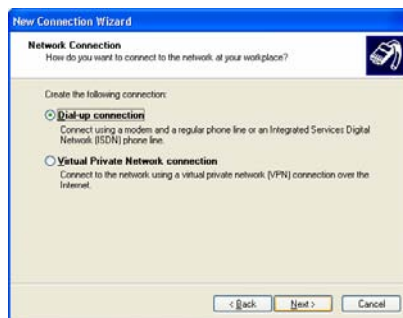 New Connection Wizard
Network Connection
How do you want to connect to the network at your workplace?
Create the following connection:
Dial-up connection
Connect using a modem and a regular phone line or an Integrated Services Digital
Network (ISDN) phone line.
Virtual Private Network connection
Connect to the network using a virtual private network (VPN) connection over the
Internet.
< Back
Next >
Cancel